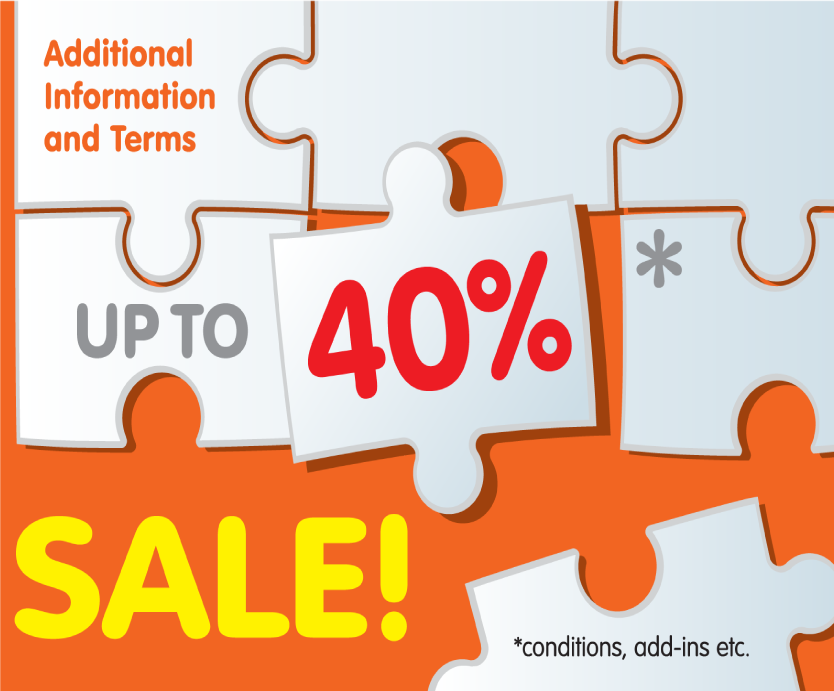 Additional
Information
and Terms
UP TO 40% *
SALE!
*conditions, add-ins etc.